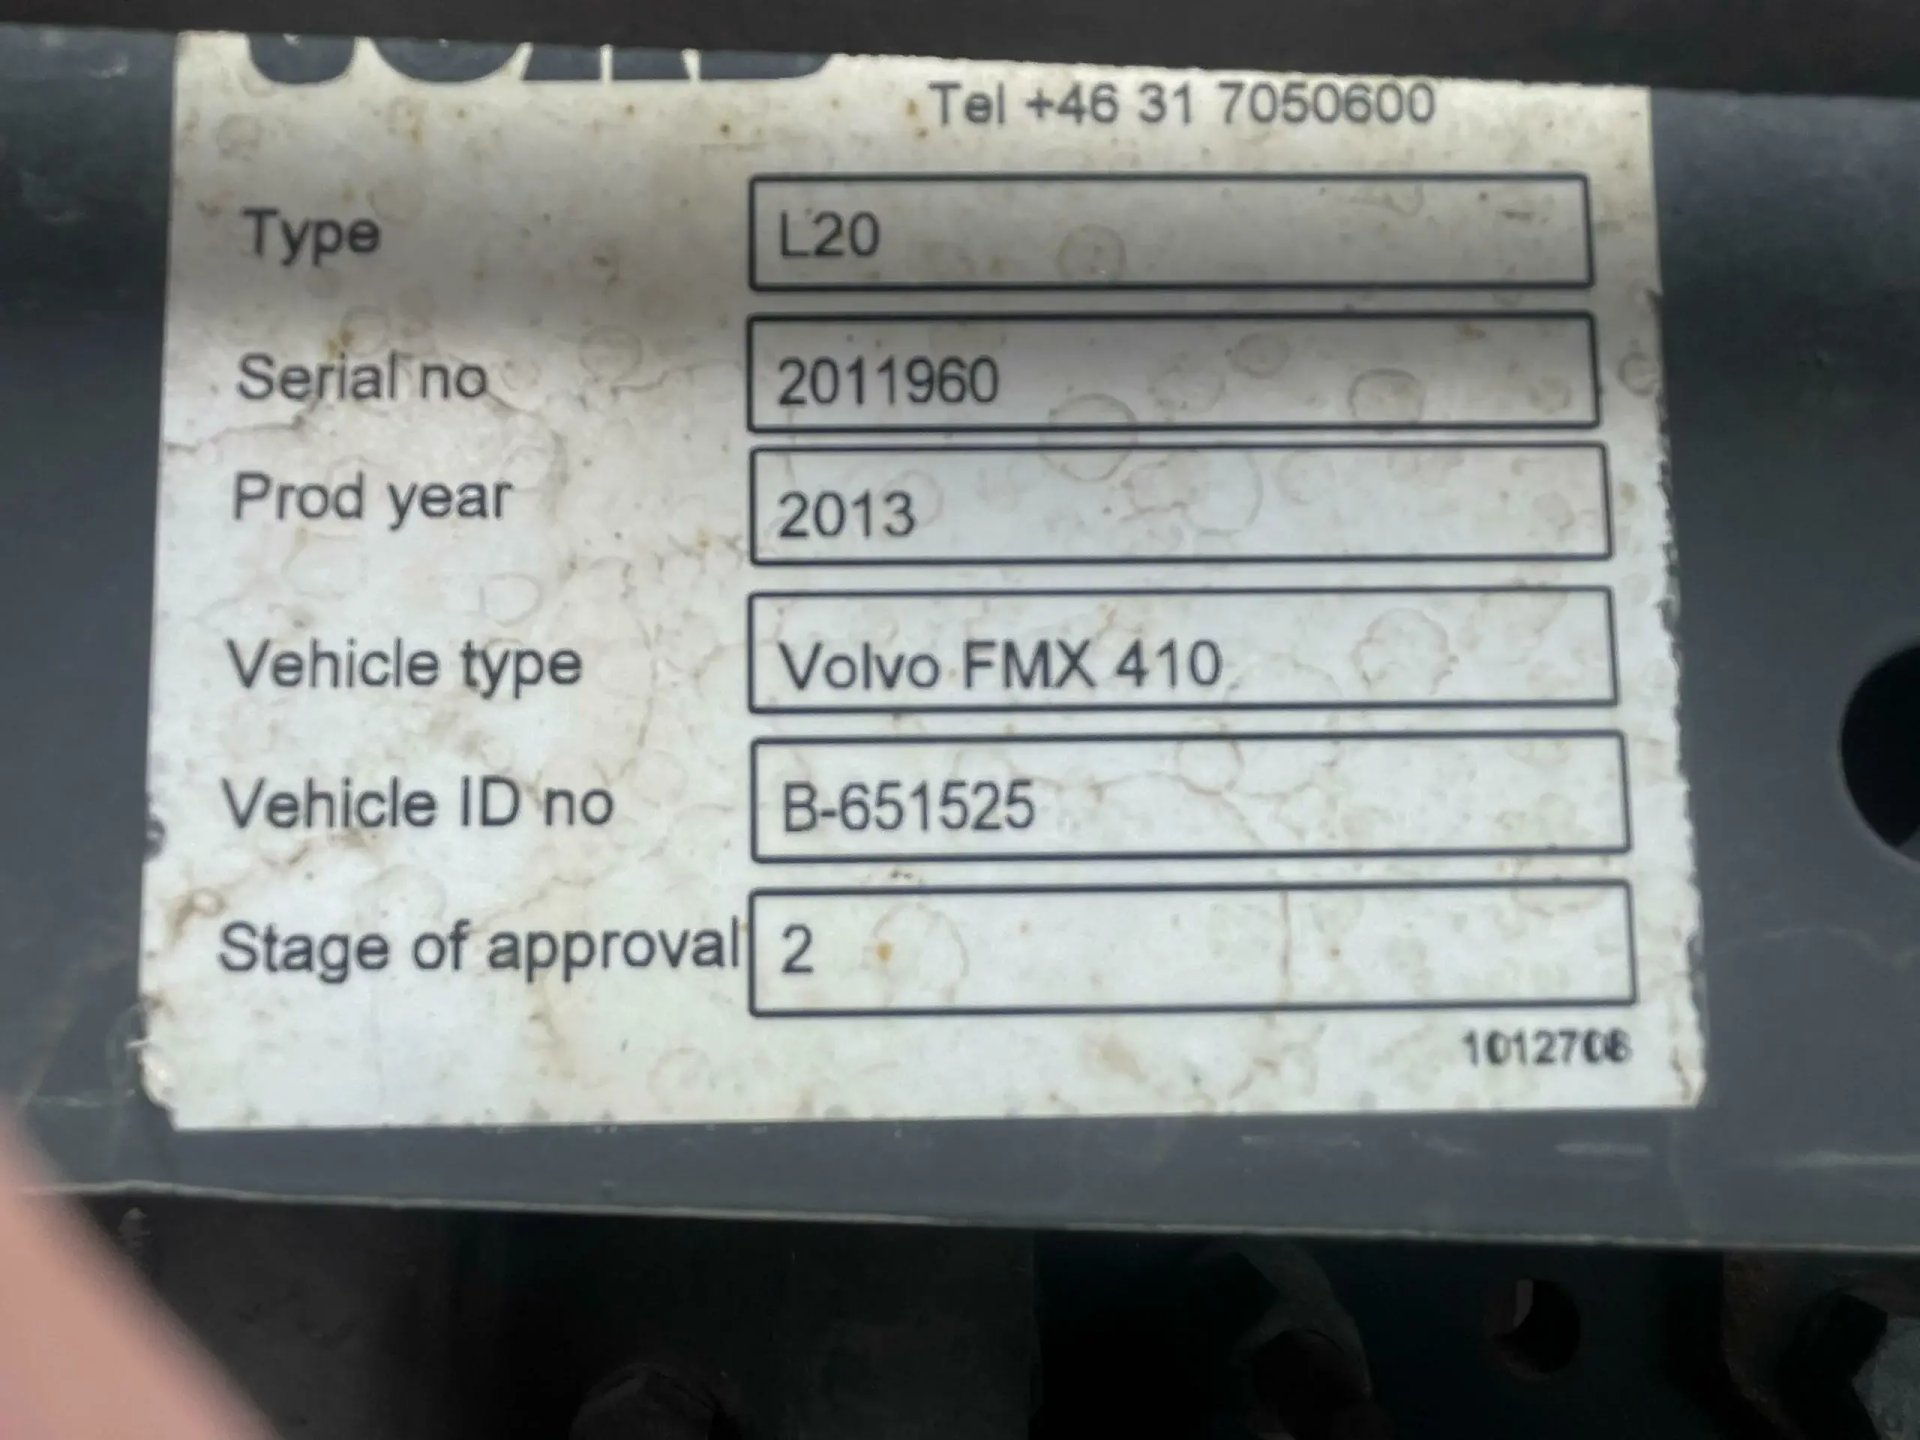 Tel +46 31 7050600
Type L20
Serial no 2011960
Prod year 2013
Vehicle type Volvo FMX 410
Vehicle ID no B-651525
Stage of approval 2
1012706